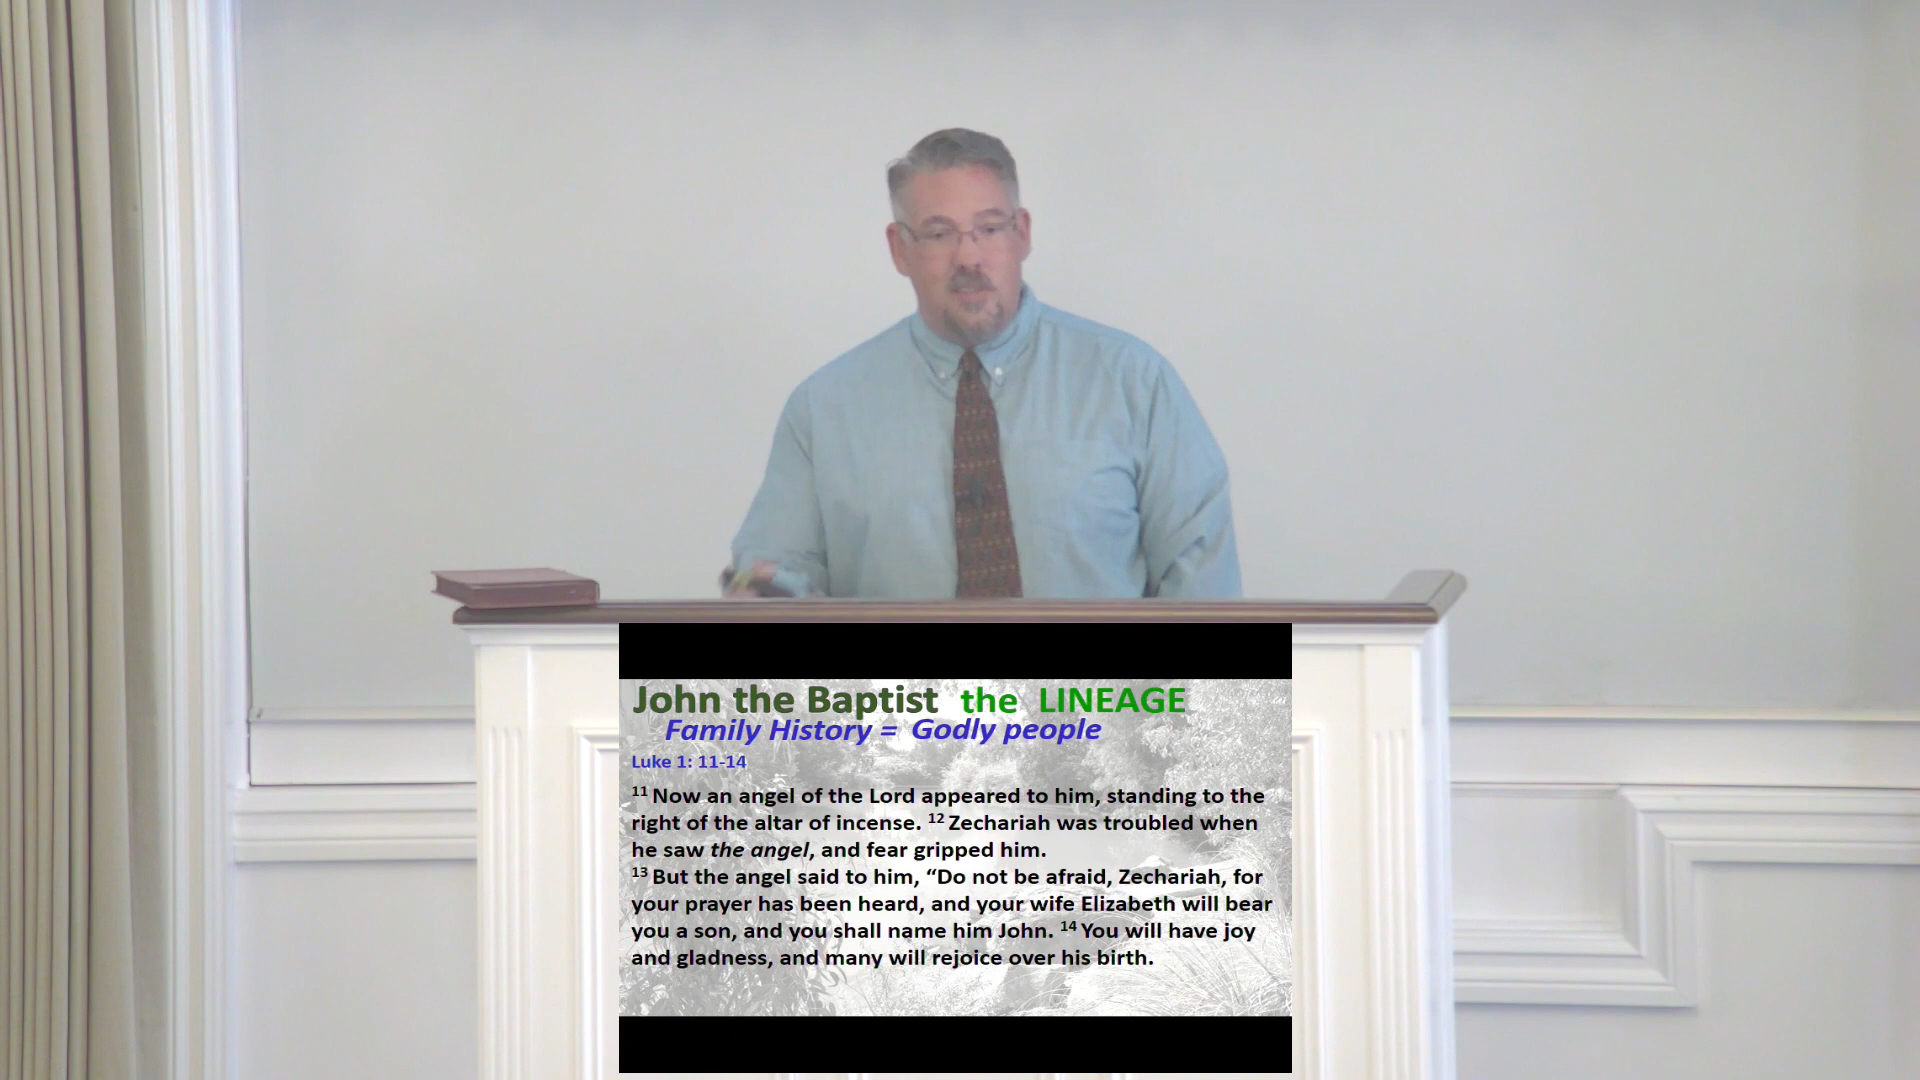 John the Baptist the LINEAGE
Family History = Godly people
Luke 1: 11-14
11 Now an angel of the Lord appeared to him, standing to the
right of the altar of incense. 12 Zechariah was troubled when
he saw the angel, and fear gripped him.
13 But the angel said to him, “Do not be afraid, Zechariah, for
your prayer has been heard, and your wife Elizabeth will bear
you a son, and you shall name him John. 14 You will have joy
and gladness, and many will rejoice over his birth.